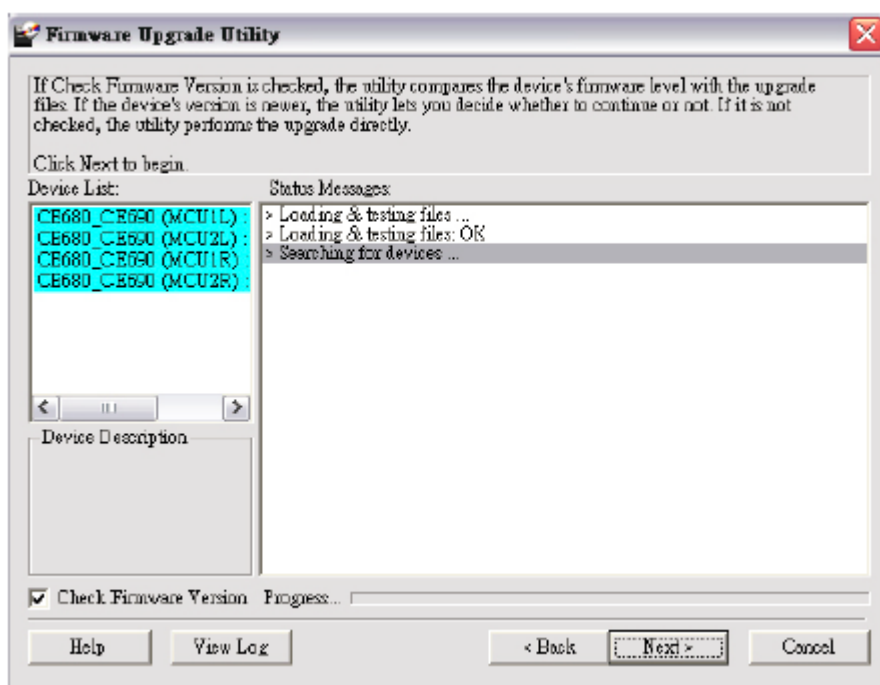 Firmware Upgrade Utility
If Check Firmware Version is checked, the utility compares the device's firmware level with the upgrade
files. If the device's version is newer, the utility lets you decide whether to continue or not. If it is not
checked, the utility performs the upgrade directly.
Click Next to begin.
Device List:
Status Messages:
CE680_CE690 (MCU1L) :
CE680_CE690 (MCU2L) :
CE680_CE690 (MCU1R) :
CE680_CE690 (MCU2R) :
> Loading & testing files ...
> Loading & testing files: OK
> Searching for devices ...
Device Description
Check Firmware Version
Progress...
Help
View Log
< Back
Next >
Cancel